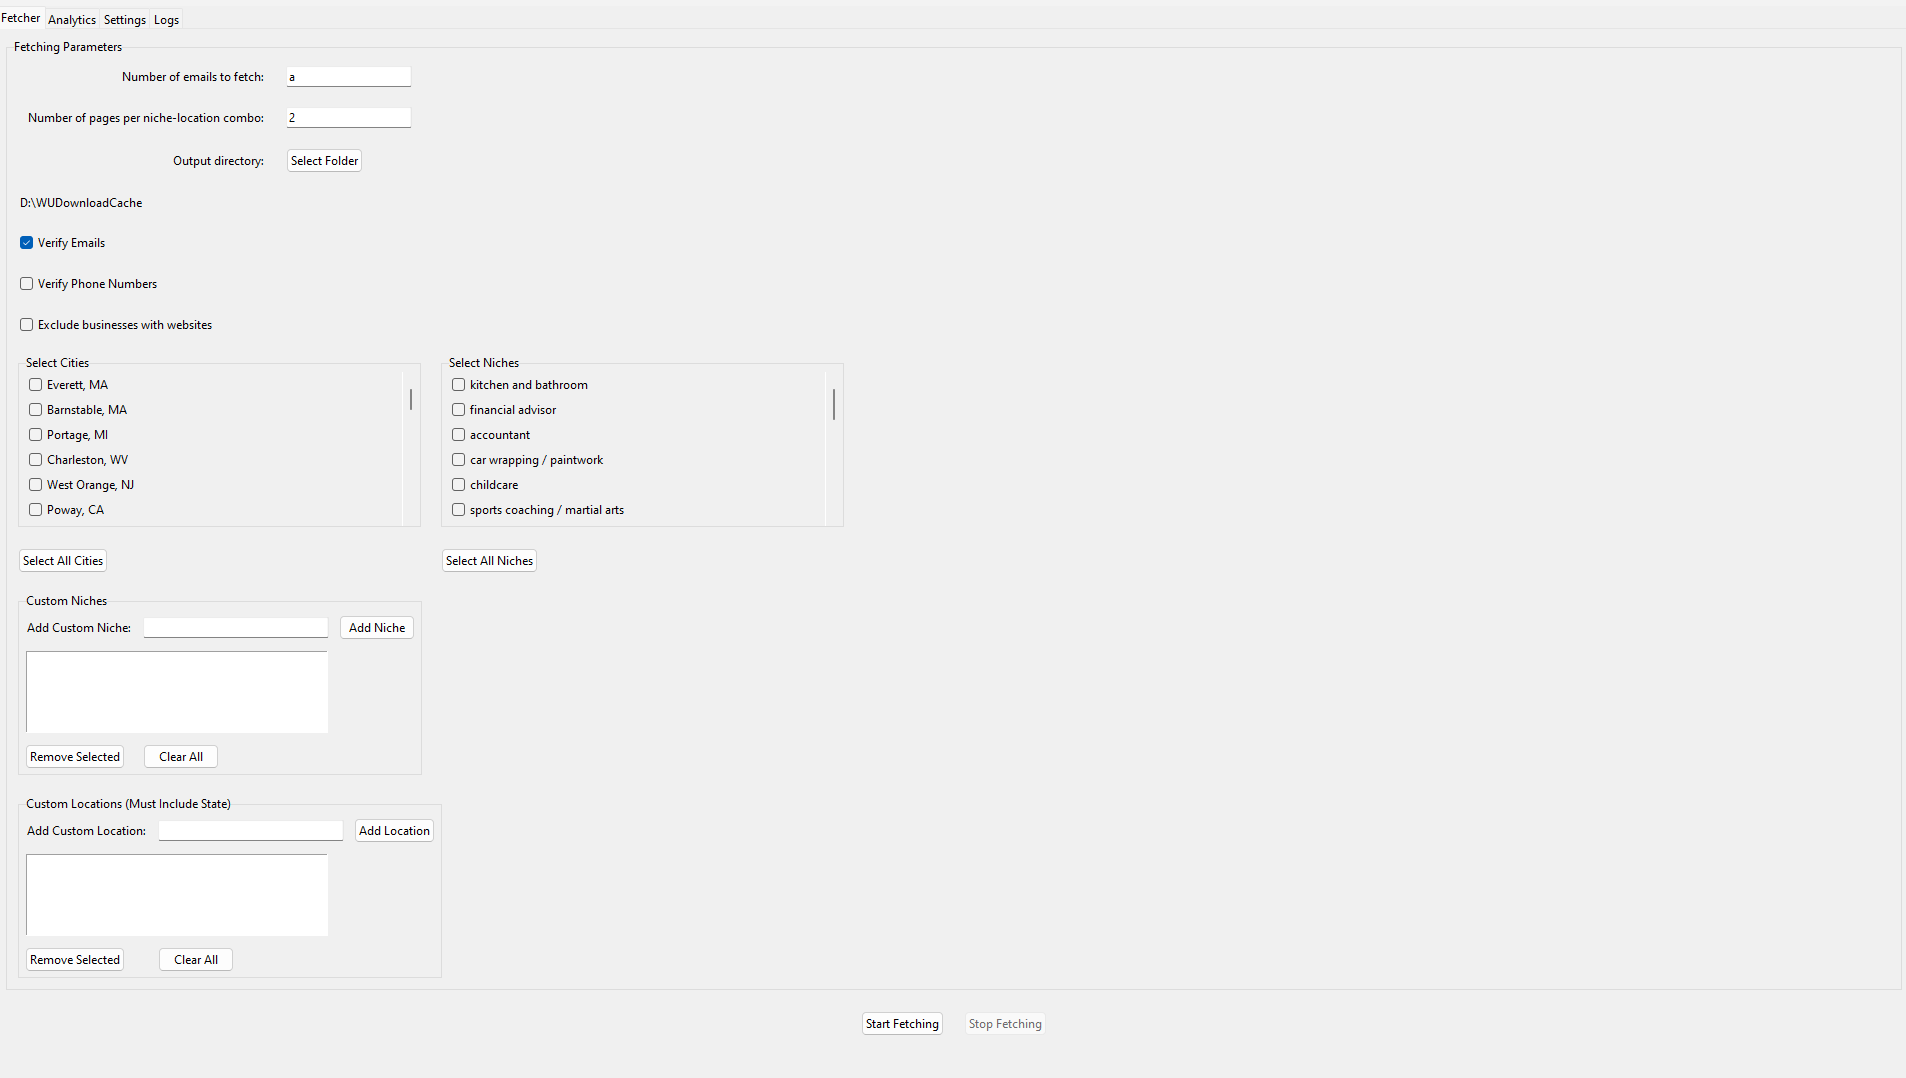 Fetcher Analytics Settings Logs
Fetching Parameters
Number of emails to fetch: a
Number of pages per niche-location combo: 2
Output directory: Select Folder
D:\WUDownloadCache
Verify Emails
Verify Phone Numbers
Exclude businesses with websites
Select Cities
Everett, MA
Barnstable, MA
Portage, MI
Charleston, WV
West Orange, NJ
Poway, CA
Select All Cities
Select Niches
kitchen and bathroom
financial advisor
accountant
car wrapping / paintwork
childcare
sports coaching / martial arts
Select All Niches
Custom Niches
Add Custom Niche: Add Niche
Remove Selected Clear All
Custom Locations (Must Include State)
Add Custom Location: Add Location
Remove Selected Clear All
Start Fetching Stop Fetching